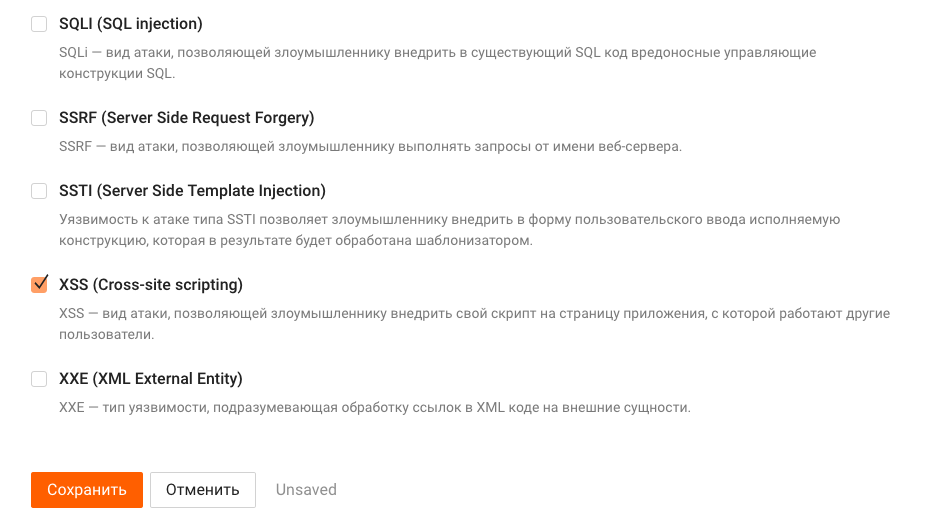 SQLI (SQL injection)
SQLi — вид атаки, позволяющей злоумышленнику внедрить в существующий SQL код вредоносные управляющие
конструкции SQL.
SSRF (Server Side Request Forgery)
SSRF — вид атаки, позволяющей злоумышленнику выполнять запросы от имени веб-сервера.
SSTI (Server Side Template Injection)
Уязвимость к атаке типа SSTI позволяет злоумышленнику внедрить в форму пользовательского ввода исполняемую
конструкцию, которая в результате будет обработана шаблонизатором.
XSS (Cross-site scripting)
XSS — вид атаки, позволяющей злоумышленнику внедрить свой скрипт на страницу приложения, с которой работают другие
пользователи.
XXE (XML External Entity)
XXE — тип уязвимости, подразумевающая обработку ссылок в XML коде на внешние сущности.
Сохранить Отменить Unsaved